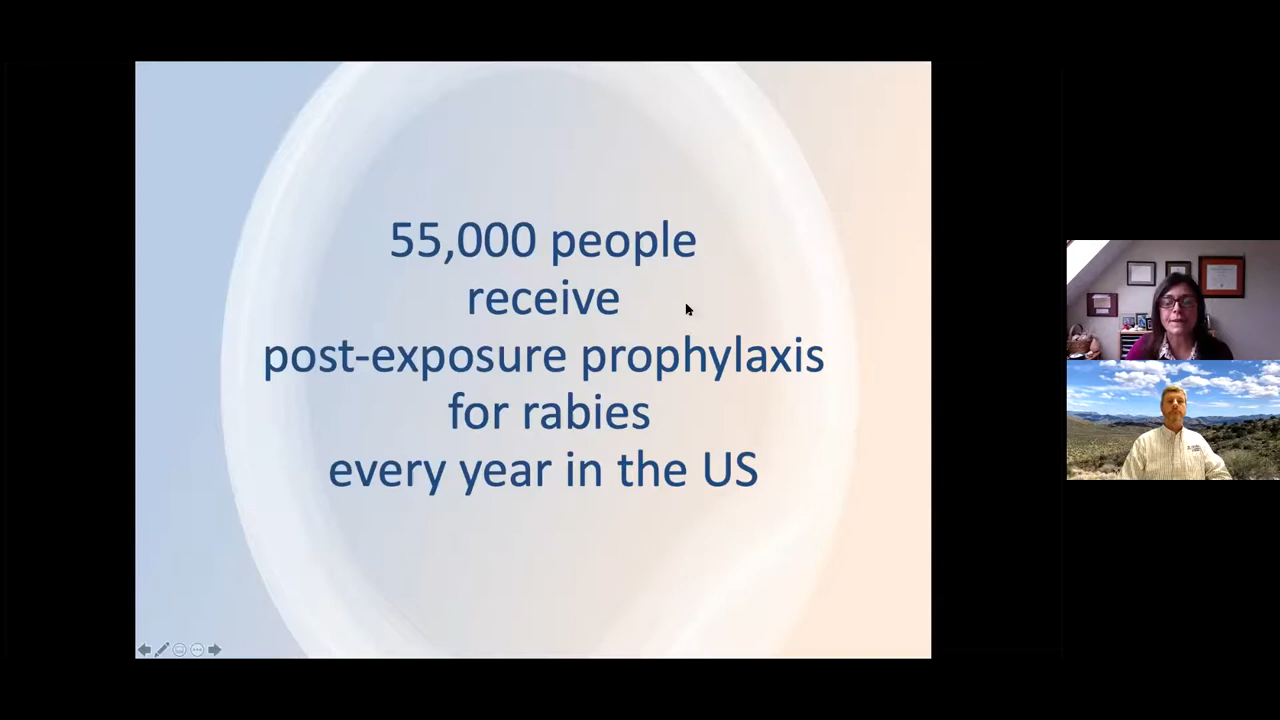 55,000 people
receive
post-exposure prophylaxis
for rabies
every year in the US